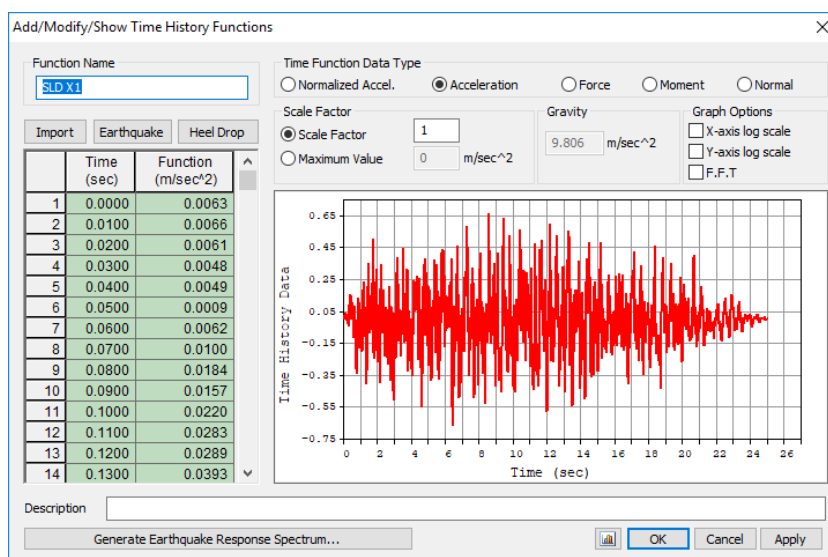 Add/Modify/Show Time History Functions
Function Name
SLD X1
Import Earthquake Heel Drop
Time (sec) Function (m/sec^2)
1 0.0000 0.0063
2 0.0100 0.0066
3 0.0200 0.0061
4 0.0300 0.0048
5 0.0400 0.0049
6 0.0500 0.0009
7 0.0600 0.0062
8 0.0700 0.0100
9 0.0800 0.0184
10 0.0900 0.0157
11 0.1000 0.0220
12 0.1100 0.0283
13 0.1200 0.0289
14 0.1300 0.0393
Time Function Data Type
Normalized Accel. Acceleration Force Moment Normal
Scale Factor
Scale Factor 1
Maximum Value 0 m/sec^2
Gravity
9.806 m/sec^2
Graph Options
X-axis log scale
Y-axis log scale
F.F.T
Time History Data
0.65
0.45
0.25
0.05
-0.15
-0.35
-0.55
-0.75
0 2 4 6 8 10 12 14 16 18 20 22 24 26
Time (sec)
Description
Generate Earthquake Response Spectrum... OK Cancel Apply